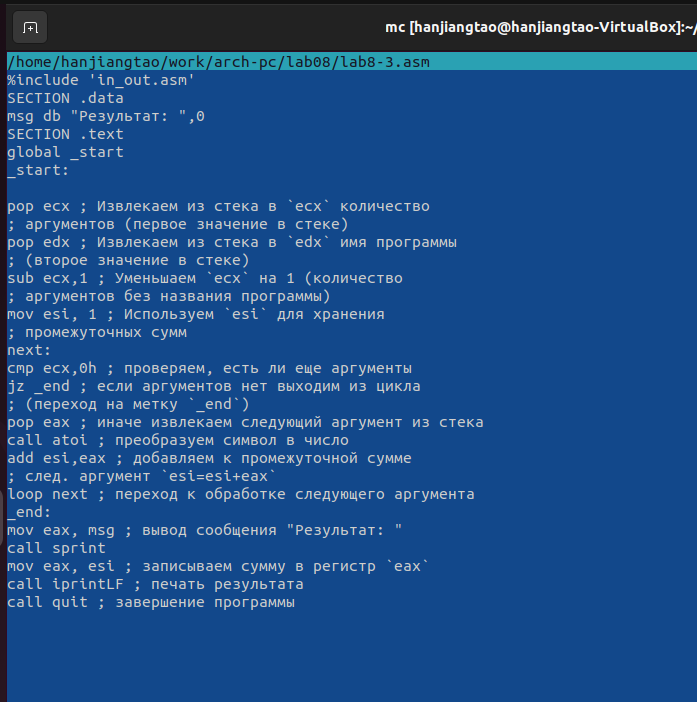 mc [hanjiangtao@hanjiangtao-VirtualBox]:~/
/home/hanjiangtao/work/arch-pc/lab08/lab8-3.asm
%include 'in_out.asm'
SECTION .data
msg db "Результат: ",0
SECTION .text
global _start
_start:
pop ecx ; Извлекаем из стека в `ecx` количество
; аргументов (первое значение в стеке)
pop edx ; Извлекаем из стека в `edx` имя программы
; (второе значение в стеке)
sub ecx,1 ; Уменьшаем `ecx` на 1 (количество
; аргументов без названия программы)
mov esi, 1 ; Используем `esi` для хранения
; промежуточных сумм
next:
cmp ecx,0h ; проверяем, есть ли еще аргументы
jz _end ; если аргументов нет выходим из цикла
; (переход на метку `_end`)
pop eax ; иначе извлекаем следующий аргумент из стека
call atoi ; преобразуем символ в число
add esi,eax ; добавляем к промежуточной сумме
; след. аргумент `esi=esi+eax`
loop next ; переход к обработке следующего аргумента
_end:
mov eax, msg ; вывод сообщения "Результат: "
call sprint
mov eax, esi ; записываем сумму в регистр `eax`
call iprintLF ; печать результата
call quit ; завершение программы